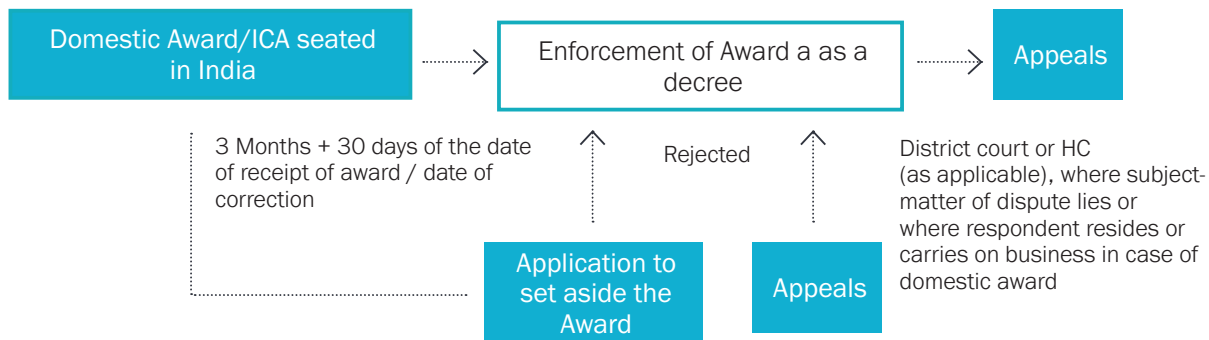 Domestic Award/ICA seated
in India
Enforcement of Award a as a
decree
Appeals
3 Months + 30 days of the date
of receipt of award / date of
correction
Rejected
District court or HC
(as applicable), where subject-
matter of dispute lies or
where respondent resides or
carries on business in case of
domestic award
Application to
set aside the
Award
Appeals